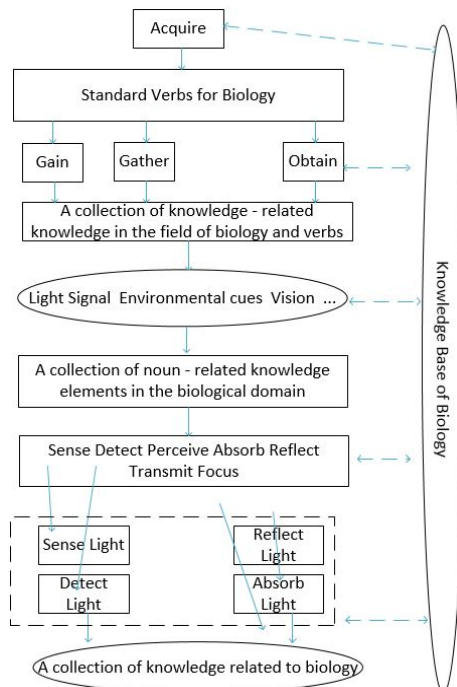 Acquire
Standard Verbs for Biology
Gain
Gather
Obtain
A collection of knowledge - related
knowledge in the field of biology and verbs
Light Signal Environmental cues Vision ...
A collection of noun - related knowledge
elements in the biological domain
Sense Detect Perceive Absorb Reflect
Transmit Focus
Sense Light
Reflect
Light
Detect
Light
Absorb
Light
A collection of knowledge related to biology
Knowledge Base of Biology